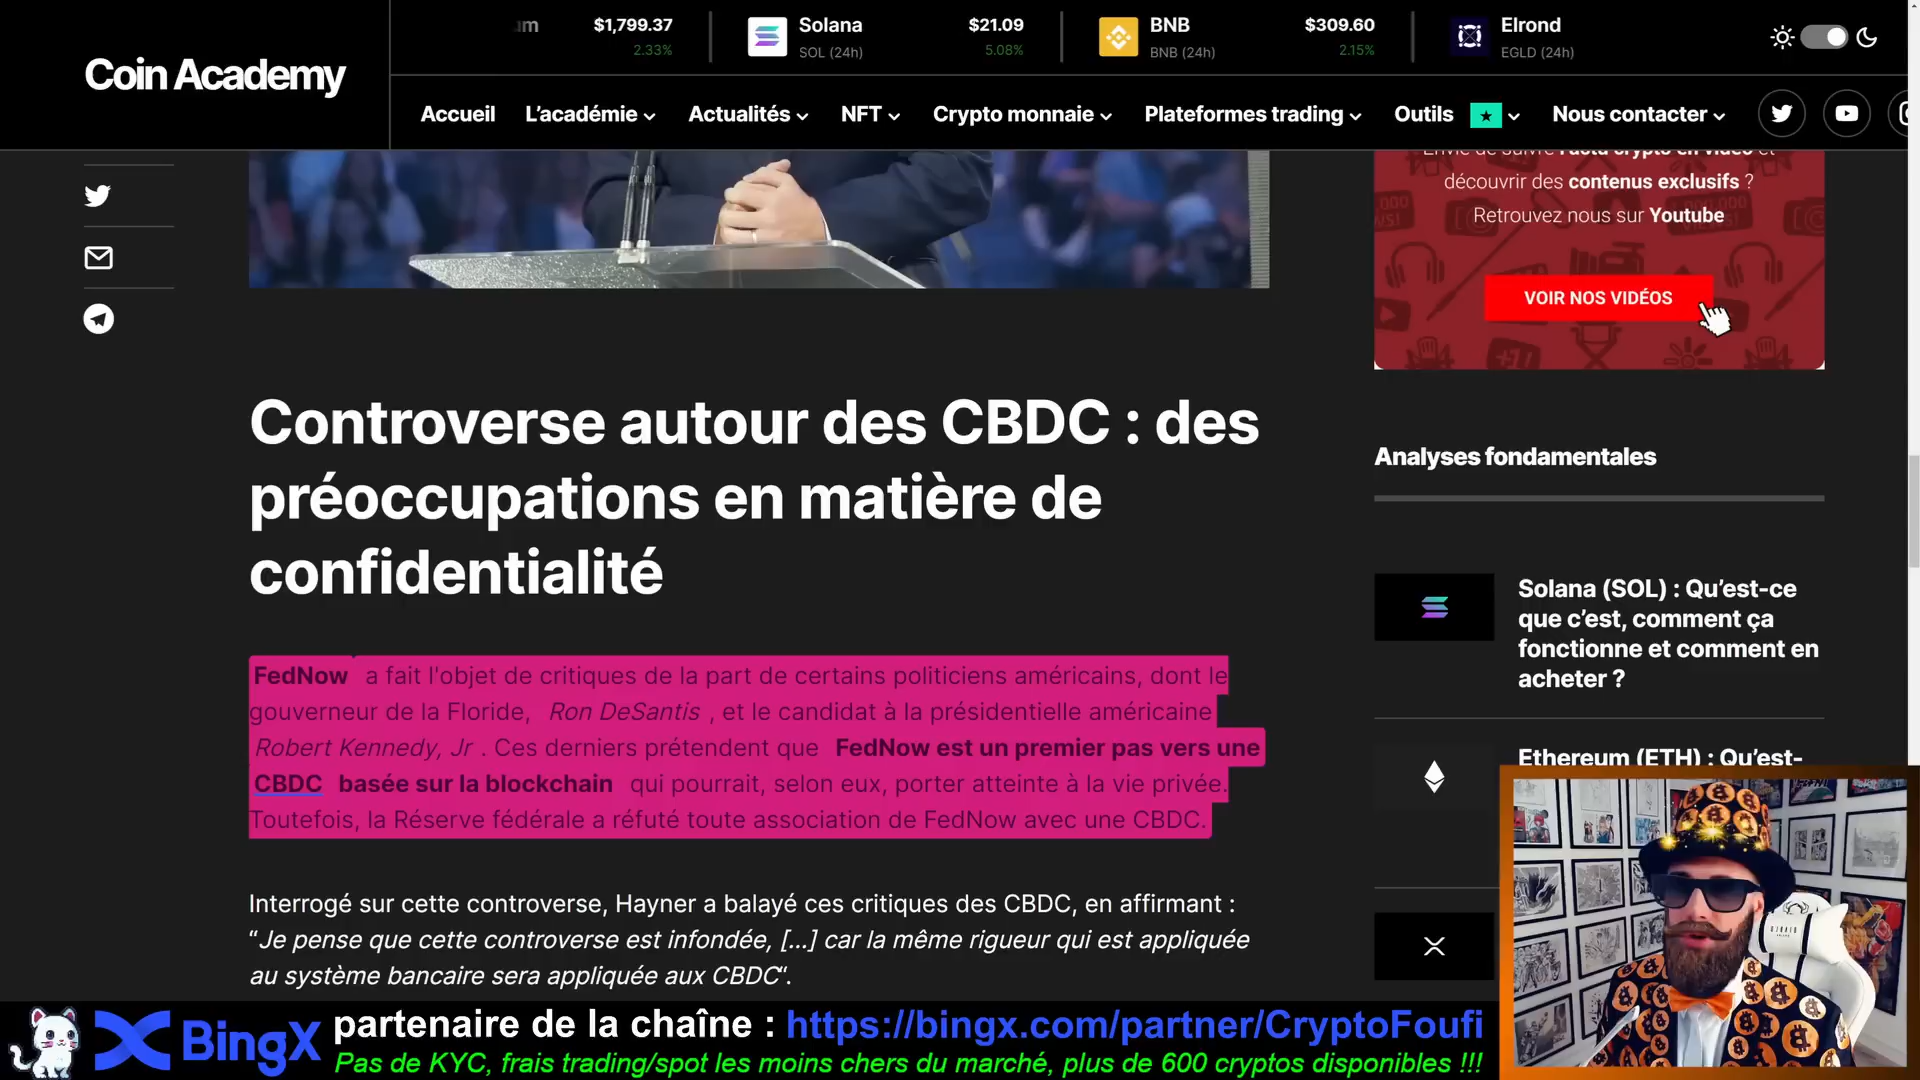 Coin Academy
um $1,799.37 2.33%
Solana SOL (24h) $21.09 5.08%
BNB BNB (24h) $309.60 2.15%
Elrond EGLD (24h)
Accueil L'académie Actualités NFT Crypto monnaie Plateformes trading Outils Nous contacter
Envie de suivre l'actu crypto en vidéo et
découvrir des contenus exclusifs ?
Retrouvez nous sur Youtube
VOIR NOS VIDÉOS
Controverse autour des CBDC : des
préoccupations en matière de
confidentialité
FedNow a fait l'objet de critiques de la part de certains politiciens américains, dont le
gouverneur de la Floride, Ron DeSantis , et le candidat à la présidentielle américaine
Robert Kennedy, Jr . Ces derniers prétendent que FedNow est un premier pas vers une
CBDC basée sur la blockchain qui pourrait, selon eux, porter atteinte à la vie privée.
Toutefois, la Réserve fédérale a réfuté toute association de FedNow avec une CBDC.
Interrogé sur cette controverse, Hayner a balayé ces critiques des CBDC, en affirmant :
“Je pense que cette controverse est infondée, [...] car la même rigueur qui est appliquée
au système bancaire sera appliquée aux CBDC“.
Analyses fondamentales
Solana (SOL) : Qu'est-ce
que c'est, comment ça
fonctionne et comment en
acheter ?
Ethereum (ETH) : Qu'est-
BingX partenaire de la chaîne : https://bingx.com/partner/CryptoFoufi
Pas de KYC, frais trading/spot les moins chers du marché, plus de 600 cryptos disponibles !!!